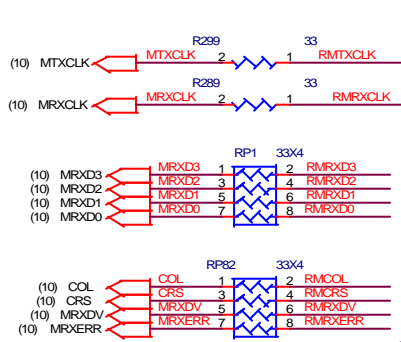 R299 33
(10) MTXCLK MTXCLK 2 1 RMTXCLK
R289 33
(10) MRXCLK MRXCLK 2 1 RMRXCLK
RP1 33X4
(10) MRXD3 MRXD3 1 2 RMRXD3
(10) MRXD2 MRXD2 3 4 RMRXD2
(10) MRXD1 MRXD1 5 6 RMRXD1
(10) MRXD0 MRXD0 7 8 RMRXD0
RP82 33X4
(10) COL COL 1 2 RMCOL
(10) CRS CRS 3 4 RMCRS
(10) MRXDV MRXDV 5 6 RMRXDV
(10) MRXERR MRXERR 7 8 RMRXERR